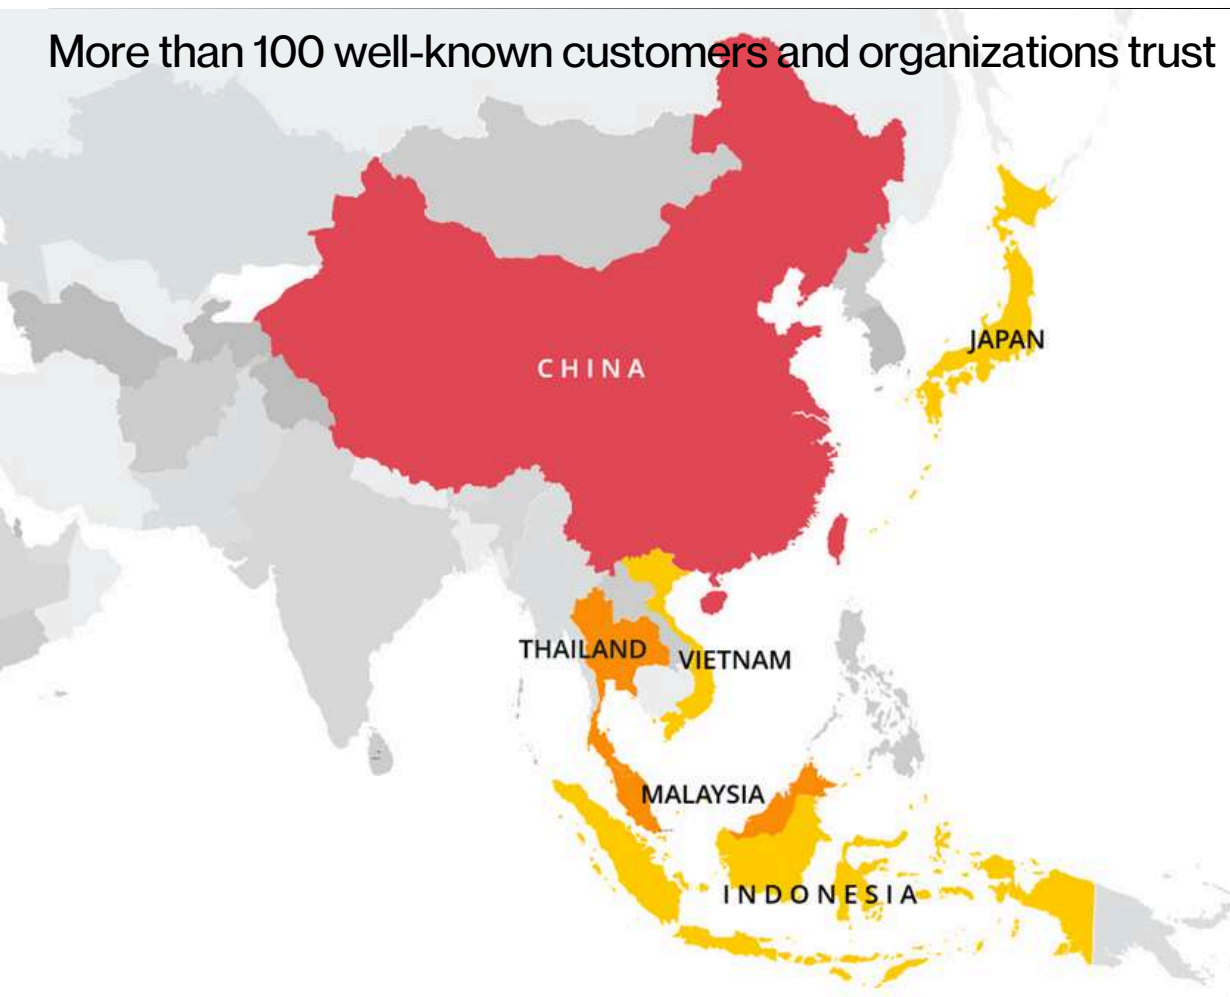 More than 100 well-known customers and organizations trust
JAPAN
CHINA
THAILAND
VIETNAM
MALAYSIA
INDONESIA